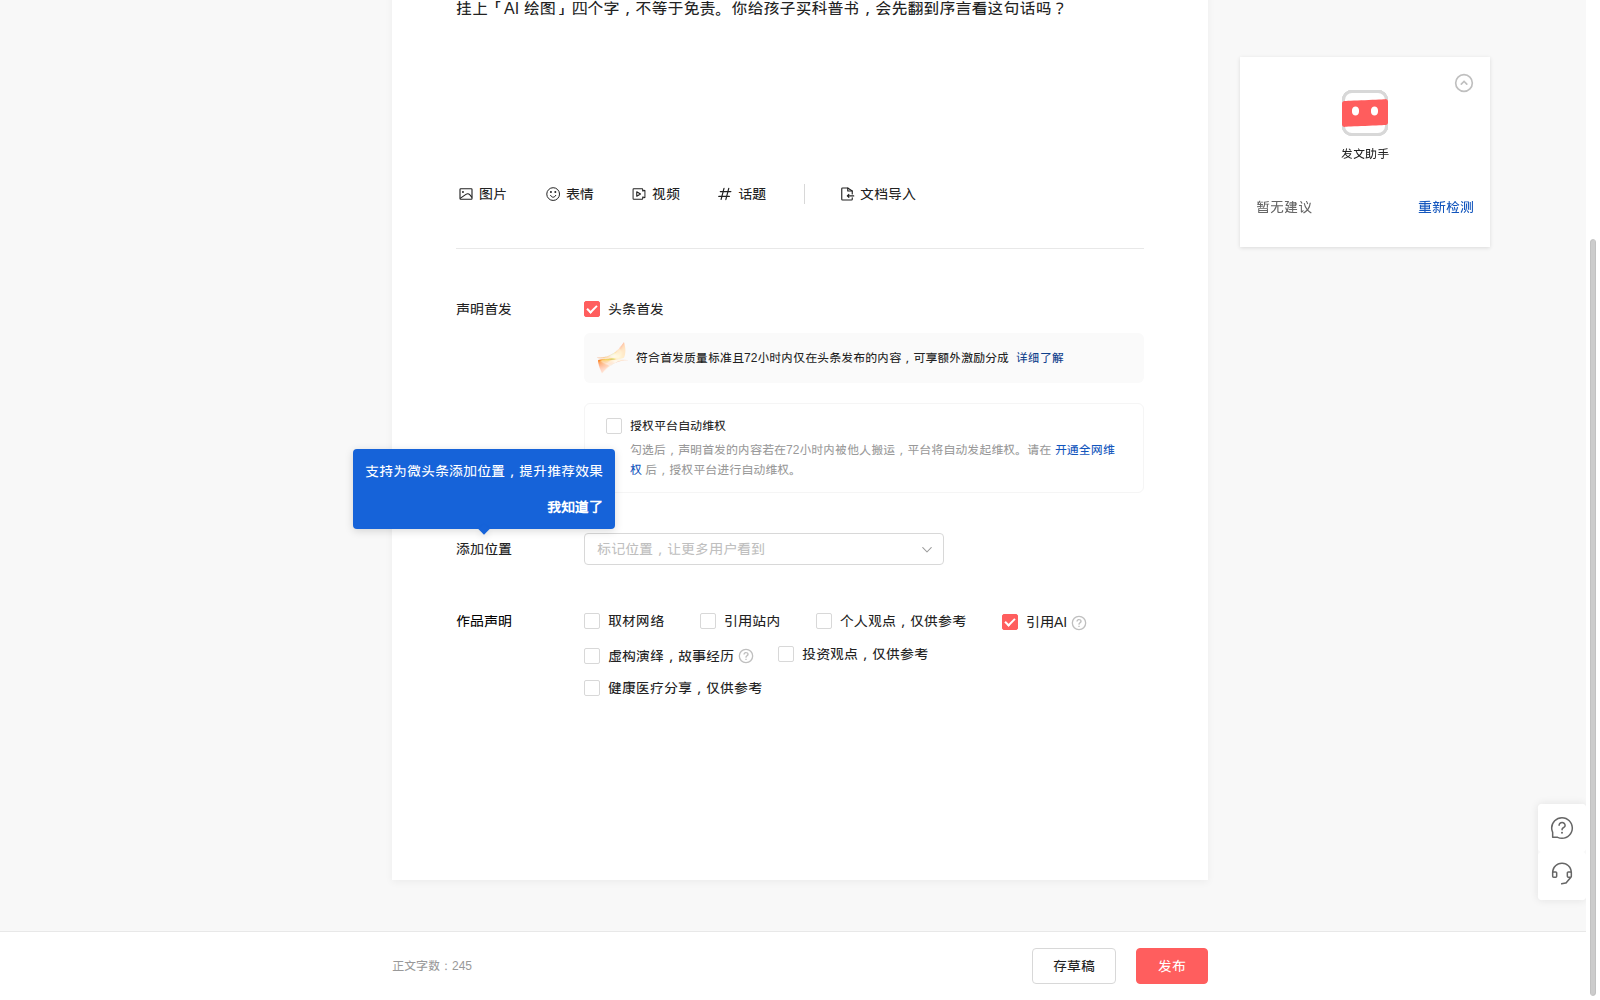 挂上「AI 绘图」四个字，不等于免责。你给孩子买科普书，会先翻到序言看这句话吗？
发文助手
暂无建议 重新检测
图片 表情 视频 # 话题 文档导入
声明首发 头条首发
符合首发质量标准且72小时内仅在头条发布的内容，可享额外激励分成 详细了解
授权平台自动维权
勾选后，声明首发的内容若在72小时内被他人搬运，平台将自动发起维权。请在 开通全网维
权 后，授权平台进行自动维权。
支持为微头条添加位置，提升推荐效果
我知道了
添加位置 标记位置，让更多用户看到
作品声明 取材网络 引用站内 个人观点，仅供参考 引用AI
虚构演绎，故事经历 投资观点，仅供参考
健康医疗分享，仅供参考
正文字数：245 存草稿 发布